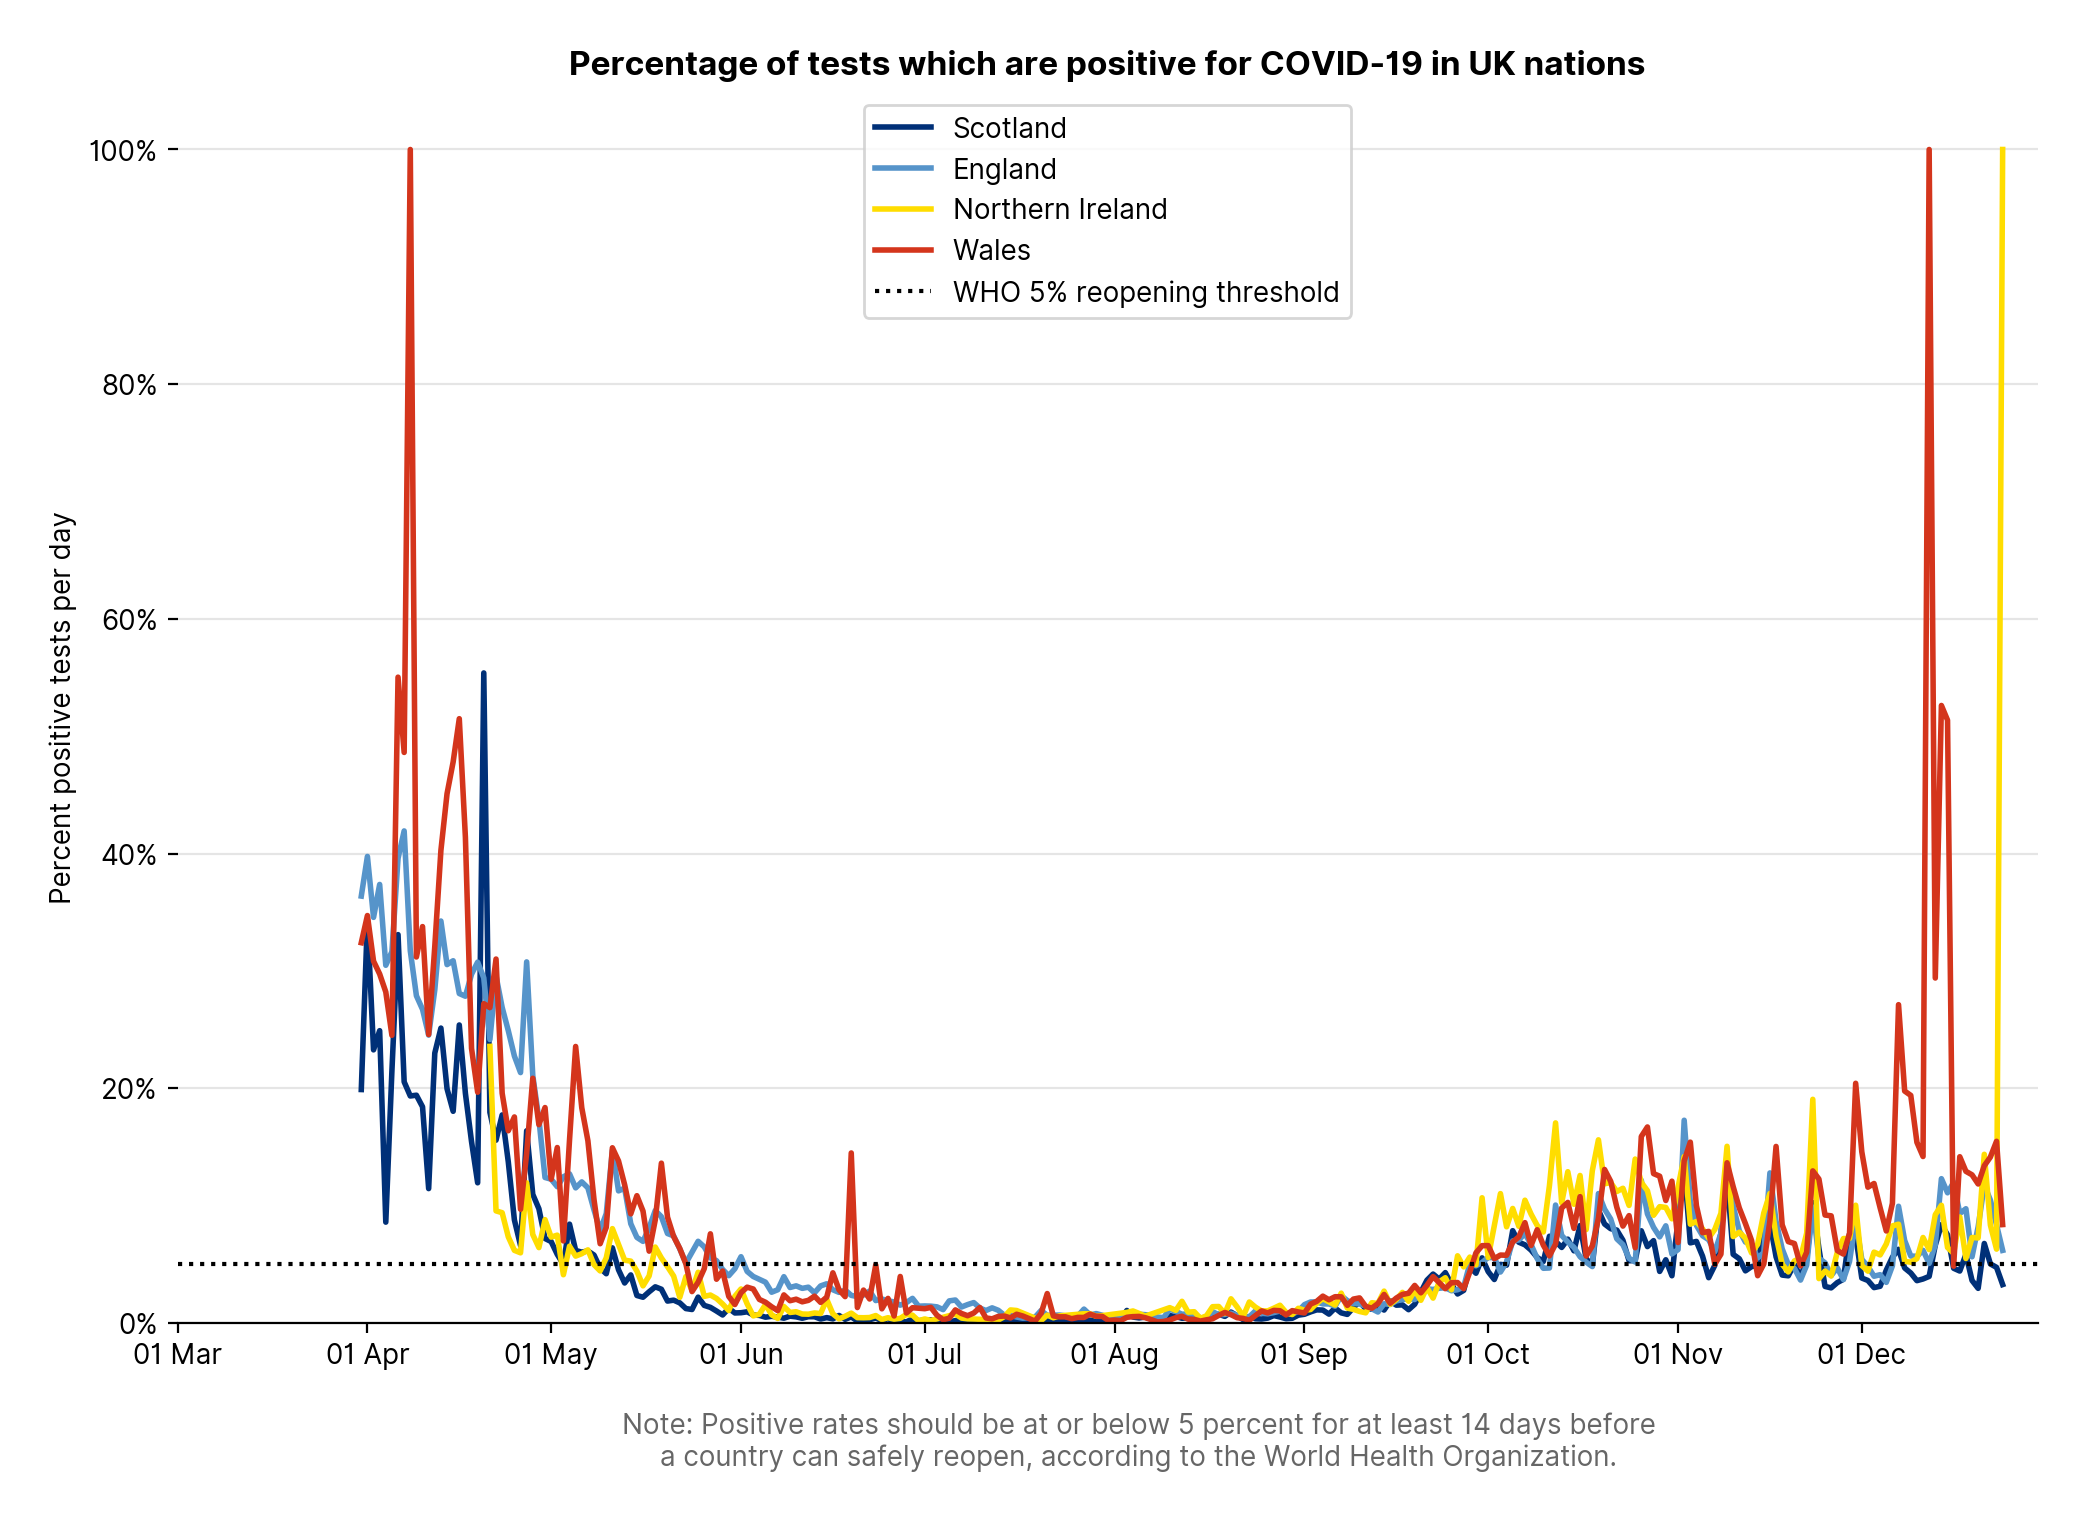 Percentage of tests which are positive for COVID-19 in UK nations
Scotland
England
Northern Ireland
Wales
WHO 5% reopening threshold
100%
80%
60%
40%
20%
0%
Percent positive tests per day
01 Mar
01 Apr
01 May
01 Jun
01 Jul
01 Aug
01 Sep
01 Oct
01 Nov
01 Dec
Note: Positive rates should be at or below 5 percent for at least 14 days before
a country can safely reopen, according to the World Health Organization.